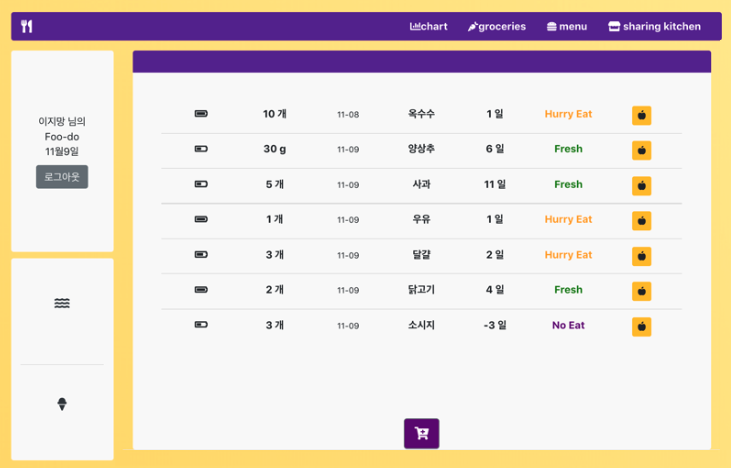 chart groceries menu sharing kitchen
이지망 님의
Foo-do
11월9일
로그아웃
10 개 11-08 옥수수 1 일 Hurry Eat
30 g 11-09 양상추 6 일 Fresh
5 개 11-09 사과 11 일 Fresh
1 개 11-09 우유 1 일 Hurry Eat
3 개 11-09 달걀 2 일 Hurry Eat
2 개 11-09 닭고기 4 일 Fresh
3 개 11-09 소시지 -3 일 No Eat